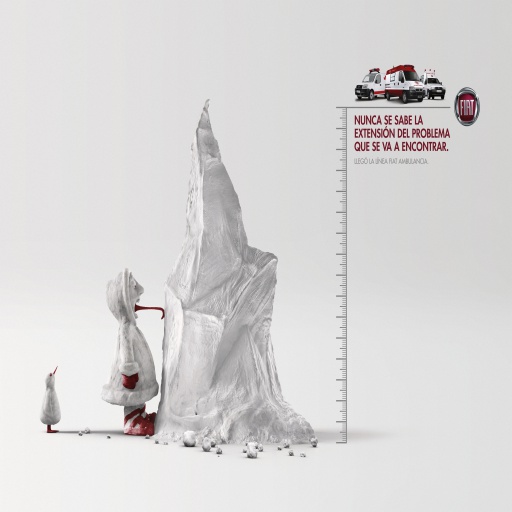 FIAT
NUNCA SE SABE LA
EXTENSIÓN DEL PROBLEMA
QUE SE VA A ENCONTRAR.
LLEGÓ LA LÍNEA FIAT AMBULANCIA.